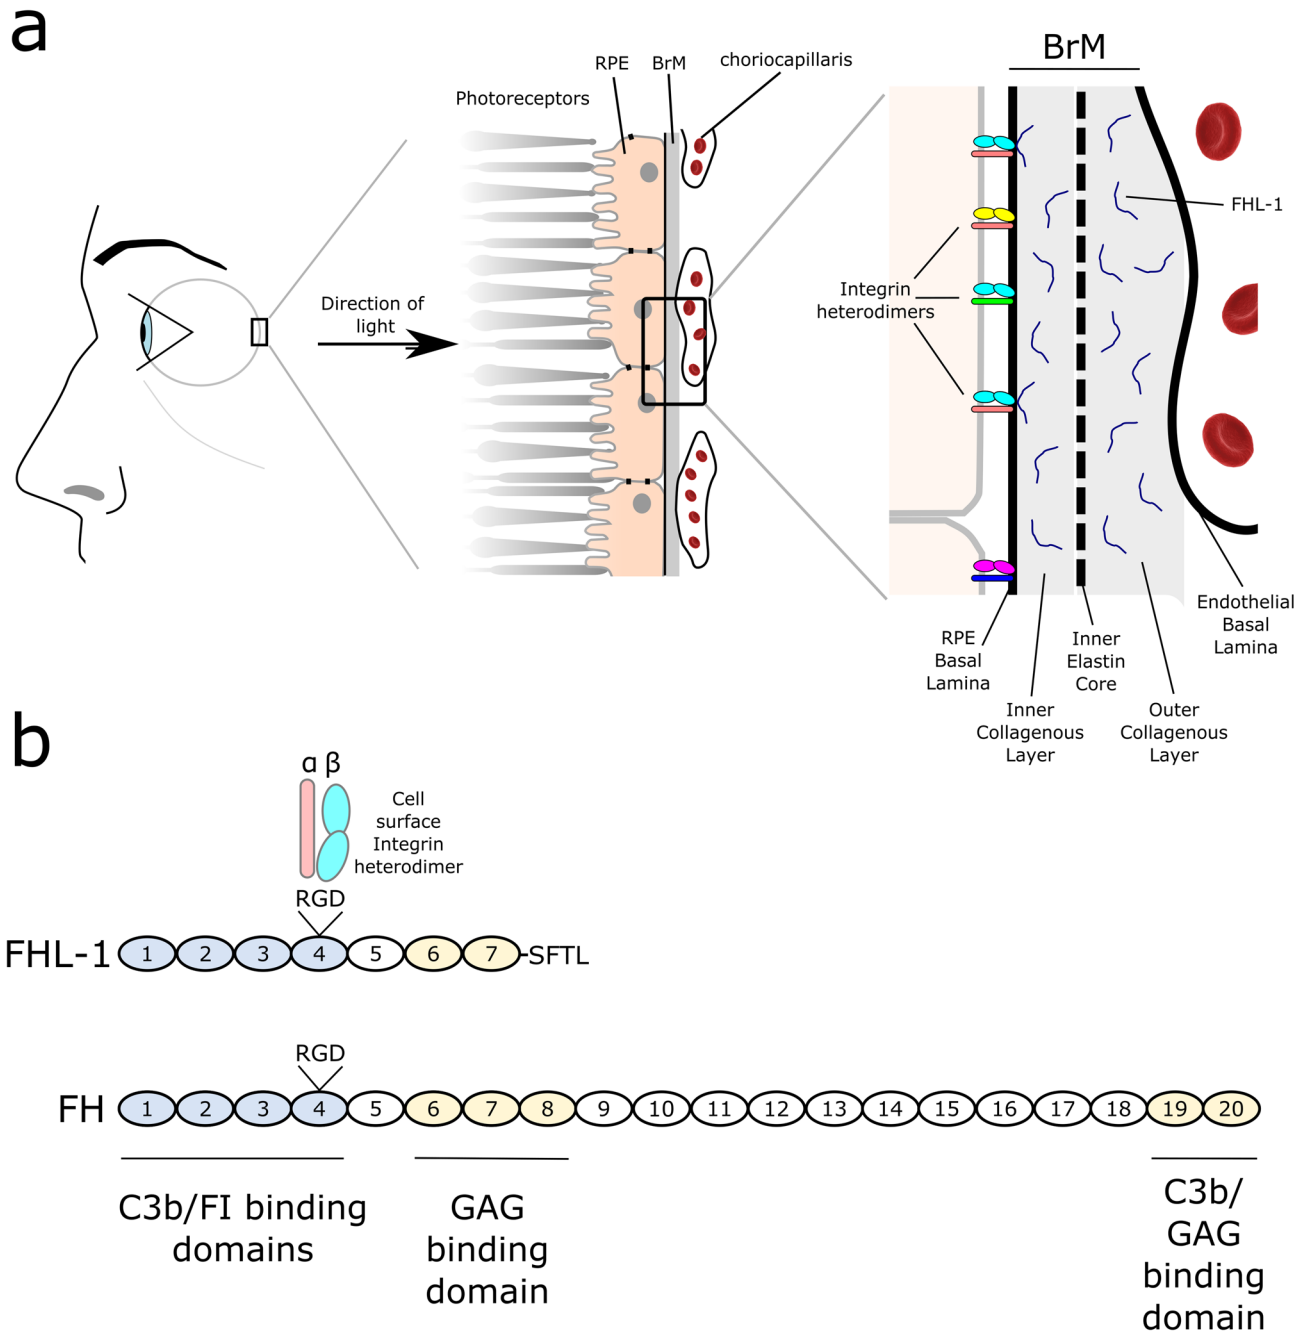 a
BrM
RPE
BrM
choriocapillaris
Photoreceptors
FHL-1
Direction of
light
Integrin
heterodimers
Endothelial
Basal
Lamina
RPE
Basal
Lamina
Inner
Elastin
Core
Inner
Collagenous
Layer
Outer
Collagenous
Layer
b
α β
Cell
surface
Integrin
heterodimer
RGD
FHL-1 1 2 3 4 5 6 7 -SFTL
RGD
FH 1 2 3 4 5 6 7 8 9 10 11 12 13 14 15 16 17 18 19 20
C3b/FI binding
domains
GAG
binding
domain
C3b/
GAG
binding
domain